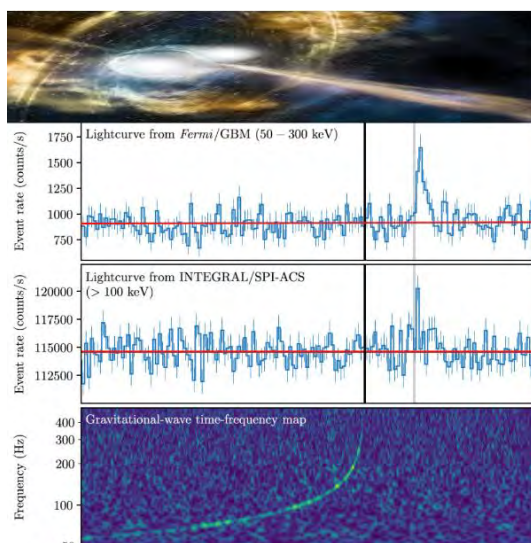 Lightcurve from Fermi/GBM (50 − 300 keV)
Event rate (counts/s)
1750
1500
1250
1000
750
Lightcurve from INTEGRAL/SPI-ACS
(> 100 keV)
Event rate (counts/s)
120000
117500
115000
112500
Gravitational-wave time-frequency map
Frequency (Hz)
400
300
200
100